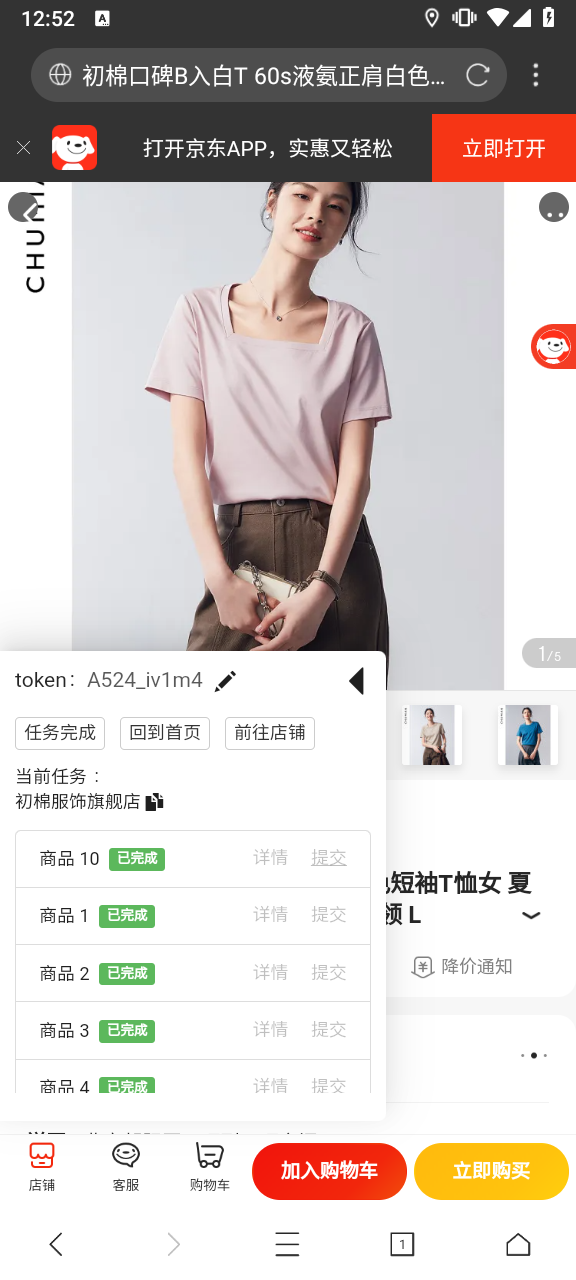 12:52
初棉口碑B入白T 60s液氨正肩白色...
打开京东APP，实惠又轻松
立即打开
1/5
token： A524_iv1m4
任务完成 回到首页 前往店铺
当前任务：
初棉服饰旗舰店
商品 10 已完成 详情 提交
商品 1 已完成 详情 提交
商品 2 已完成 详情 提交
商品 3 已完成 详情 提交
商品 4 已完成 详情 提交
短袖T恤女 夏
领 L
降价通知
店铺
客服
购物车
加入购物车
立即购买
1